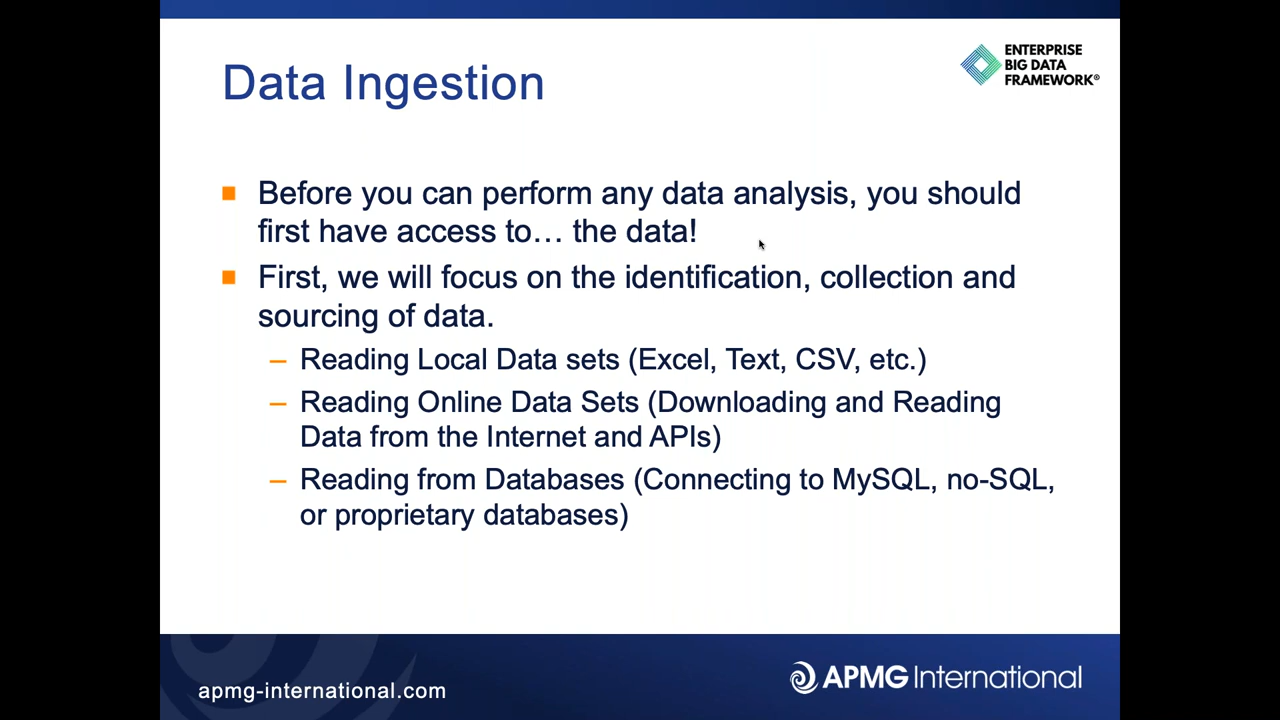 Data Ingestion
ENTERPRISE
BIG DATA
FRAMEWORK®
Before you can perform any data analysis, you should
first have access to… the data!
First, we will focus on the identification, collection and
sourcing of data.
– Reading Local Data sets (Excel, Text, CSV, etc.)
– Reading Online Data Sets (Downloading and Reading
Data from the Internet and APIs)
– Reading from Databases (Connecting to MySQL, no-SQL,
or proprietary databases)
apmg-international.com
APMG International